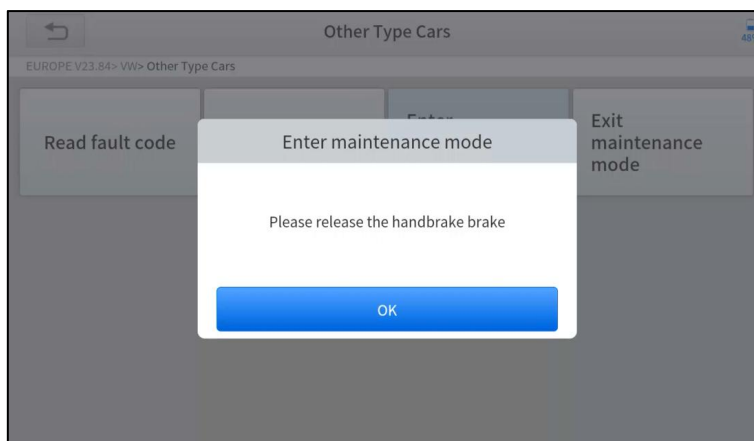 Other Type Cars
EUROPE V23.84> VW> Other Type Cars
Read fault code
Exit
maintenance
mode
Enter maintenance mode
Please release the handbrake brake
OK